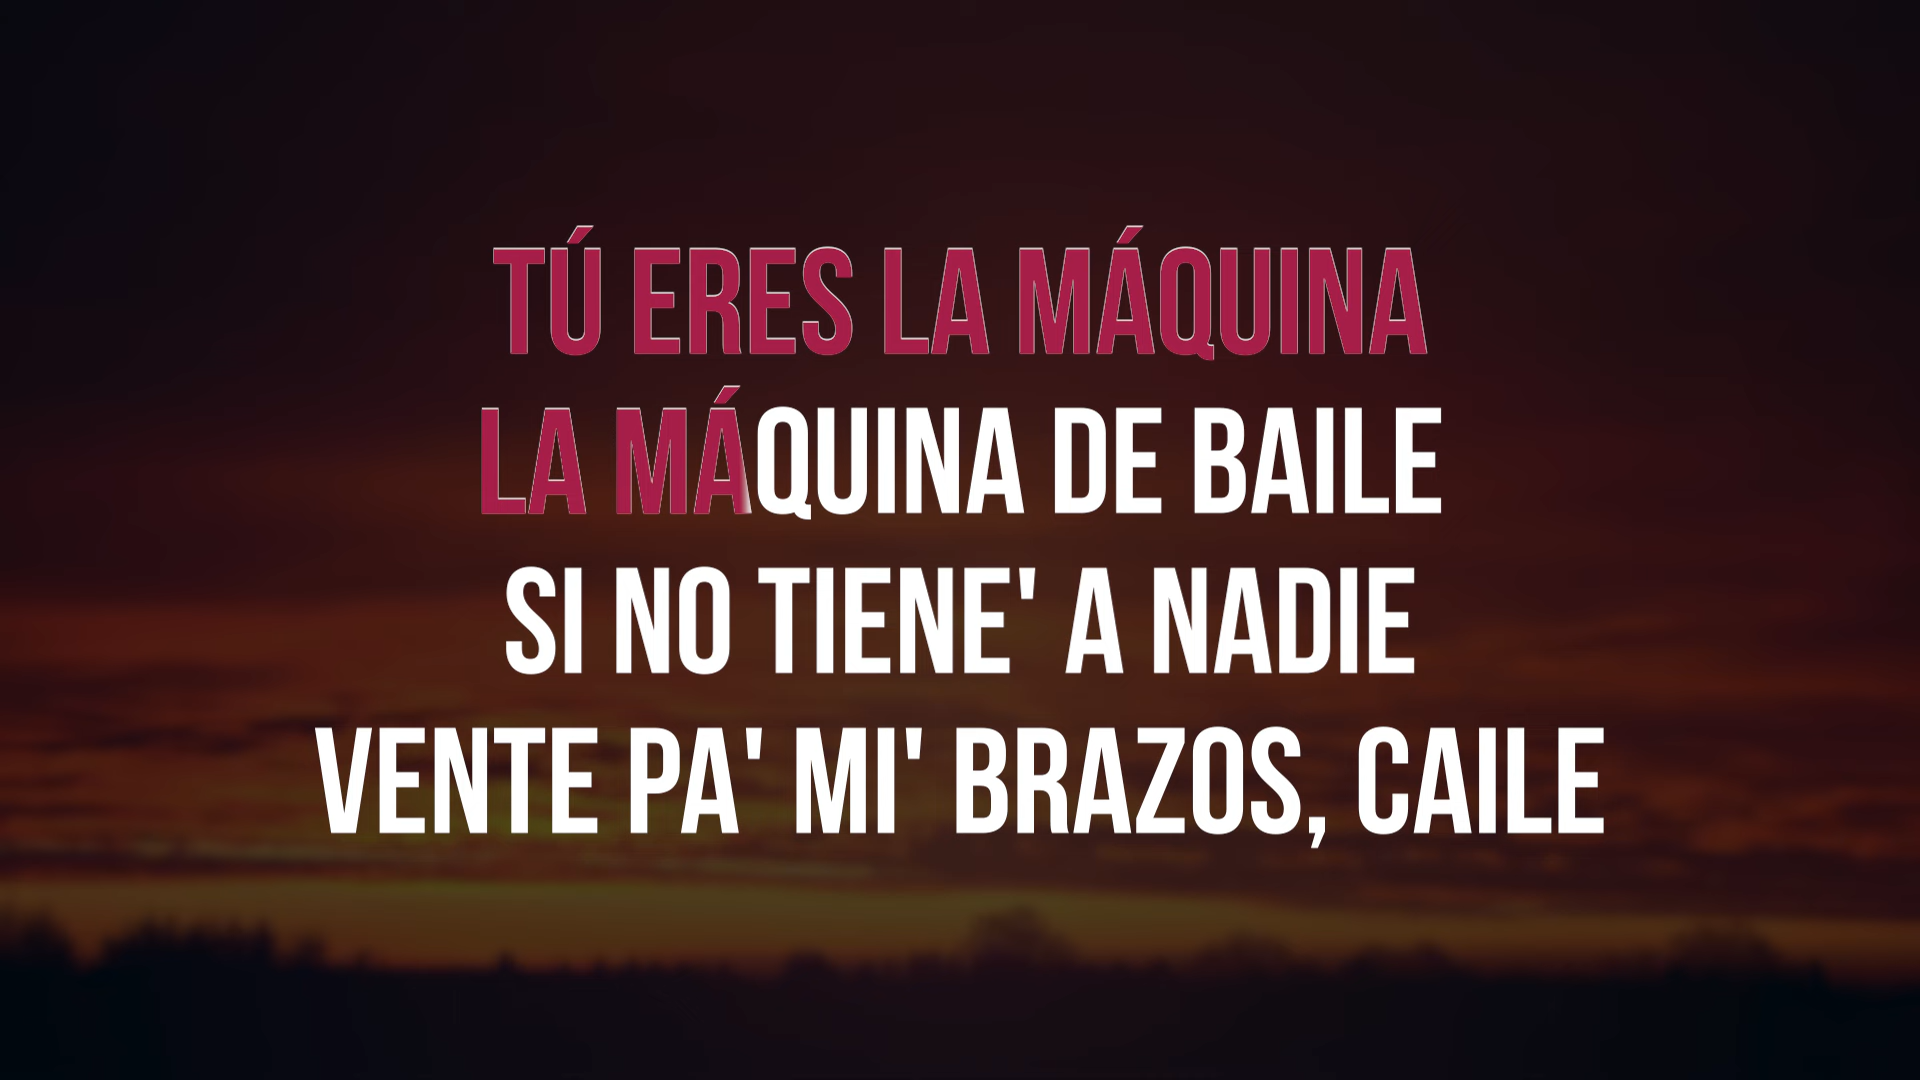 TÚ ERES LA MÁQUINA
LA MÁQUINA DE BAILE
SI NO TIENE' A NADIE
VENTE PA' MI' BRAZOS, CAILE